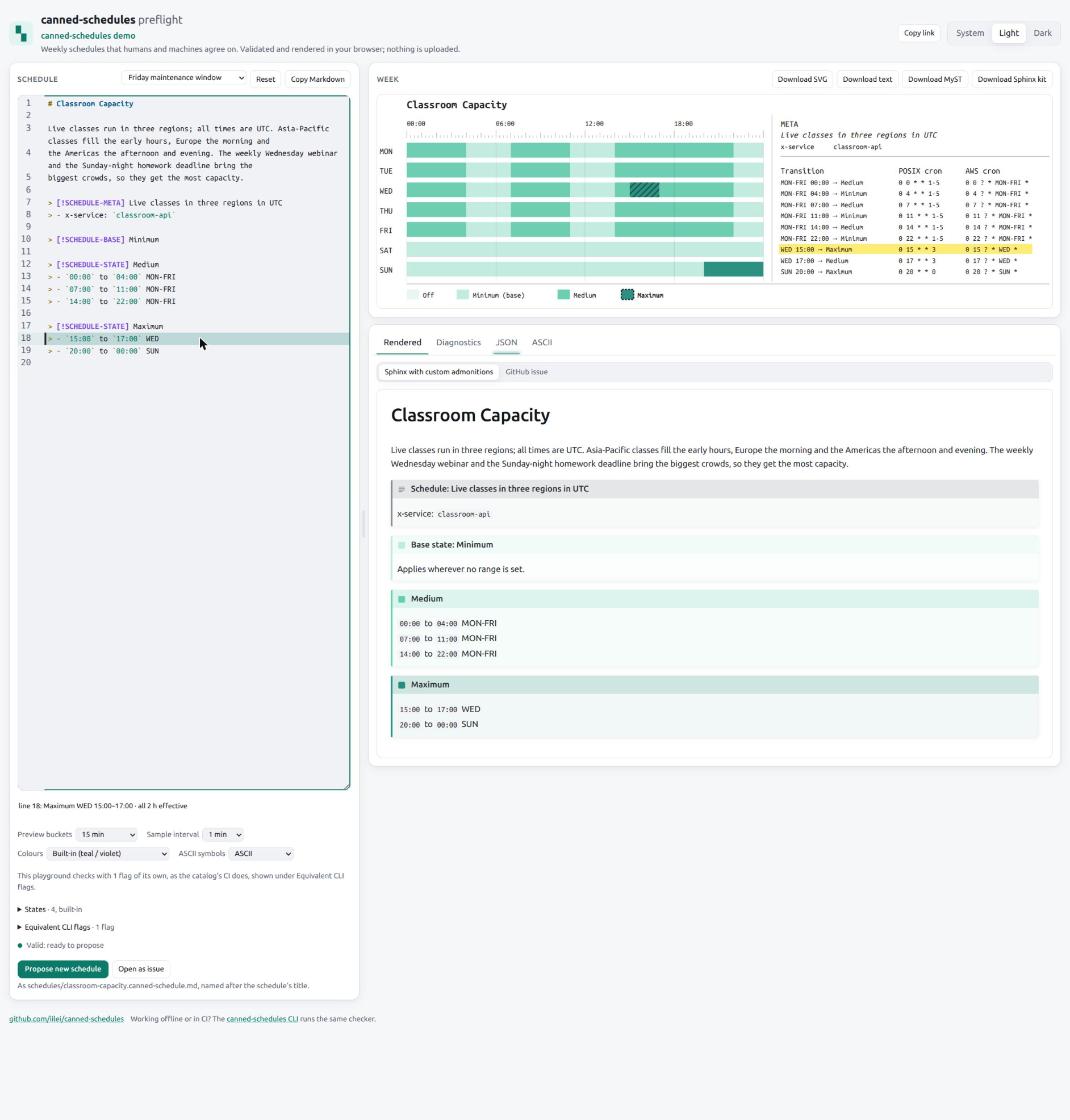 canned-schedules preflight
canned-schedules demo
Weekly schedules that humans and machines agree on. Validated and rendered in your browser; nothing is uploaded.
Copy link
System
Light
Dark
SCHEDULE
Friday maintenance window
Reset
Copy Markdown
1 # Classroom Capacity
2
3 Live classes run in three regions; all times are UTC. Asia-Pacific
classes fill the early hours, Europe the morning and
4 the Americas the afternoon and evening. The weekly Wednesday webinar
and the Sunday-night homework deadline bring the
5 biggest crowds, so they get the most capacity.
6
7 > [!SCHEDULE-META] Live classes in three regions in UTC
8 > - x-service: `classroom-api`
9
10 > [!SCHEDULE-BASE] Minimum
11
12 > [!SCHEDULE-STATE] Medium
13 > - `00:00` to `04:00` MON-FRI
14 > - `07:00` to `11:00` MON-FRI
15 > - `14:00` to `22:00` MON-FRI
16
17 > [!SCHEDULE-STATE] Maximum
18 > - `15:00` to `17:00` WED
19 > - `20:00` to `00:00` SUN
20
line 18: Maximum WED 15:00–17:00 · all 2 h effective
Preview buckets 15 min Sample interval 1 min
Colours Built-in (teal / violet) ASCII symbols ASCII
This playground checks with 1 flag of its own, as the catalog's CI does, shown under Equivalent CLI
flags.
States · 4, built-in
Equivalent CLI flags · 1 flag
Valid: ready to propose
Propose new schedule
Open as issue
As schedules/classroom-capacity.canned-schedule.md, named after the schedule's title.
WEEK
Download SVG
Download text
Download MyST
Download Sphinx kit
Classroom Capacity
00:00 06:00 12:00 18:00
MON
TUE
WED
THU
FRI
SAT
SUN
Off
Minimum (base)
Medium
Maximum
META
Live classes in three regions in UTC
x-service classroom-api
Transition POSIX cron AWS cron
MON-FRI 00:00 → Medium 0 0 * * 1-5 0 0 ? * MON-FRI *
MON-FRI 04:00 → Minimum 0 4 * * 1-5 0 4 ? * MON-FRI *
MON-FRI 07:00 → Medium 0 7 * * 1-5 0 7 ? * MON-FRI *
MON-FRI 11:00 → Minimum 0 11 * * 1-5 0 11 ? * MON-FRI *
MON-FRI 14:00 → Medium 0 14 * * 1-5 0 14 ? * MON-FRI *
MON-FRI 22:00 → Minimum 0 22 * * 1-5 0 22 ? * MON-FRI *
WED 15:00 → Maximum 0 15 * * 3 0 15 ? * WED *
WED 17:00 → Medium 0 17 * * 3 0 17 ? * WED *
SUN 20:00 → Maximum 0 20 * * 0 0 20 ? * SUN *
Rendered
Diagnostics
JSON
ASCII
Sphinx with custom admonitions
GitHub issue
Classroom Capacity
Live classes run in three regions; all times are UTC. Asia-Pacific classes fill the early hours, Europe the morning and the Americas the afternoon and evening. The weekly
Wednesday webinar and the Sunday-night homework deadline bring the biggest crowds, so they get the most capacity.
Schedule: Live classes in three regions in UTC
x-service: classroom-api
Base state: Minimum
Applies wherever no range is set.
Medium
00:00 to 04:00 MON-FRI
07:00 to 11:00 MON-FRI
14:00 to 22:00 MON-FRI
Maximum
15:00 to 17:00 WED
20:00 to 00:00 SUN
github.com/iilei/canned-schedules Working offline or in CI? The canned-schedules CLI runs the same checker.